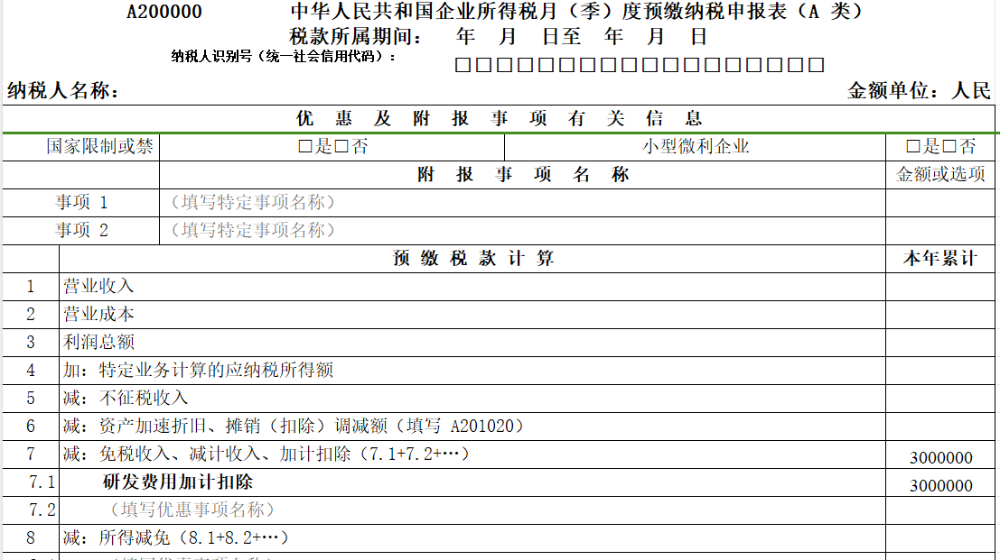 A200000 中华人民共和国企业所得税月（季）度预缴纳税申报表（A 类）
税款所属期间： 年 月 日至 年 月 日
纳税人识别号（统一社会信用代码）： □□□□□□□□□□□□□□□□□□
纳税人名称： 金额单位：人民
优 惠 及 附 报 事 项 有 关 信 息
国家限制或禁 □是□否 小型微利企业 □是□否
附 报 事 项 名 称 金额或选项
事项 1 （填写特定事项名称）
事项 2 （填写特定事项名称）
预 缴 税 款 计 算 本年累计
1 营业收入
2 营业成本
3 利润总额
4 加：特定业务计算的应纳税所得额
5 减：不征税收入
6 减：资产加速折旧、摊销（扣除）调减额（填写 A201020）
7 减：免税收入、减计收入、加计扣除（7.1+7.2+…） 3000000
7.1 研发费用加计扣除 3000000
7.2 （填写优惠事项名称）
8 减：所得减免（8.1+8.2+…）